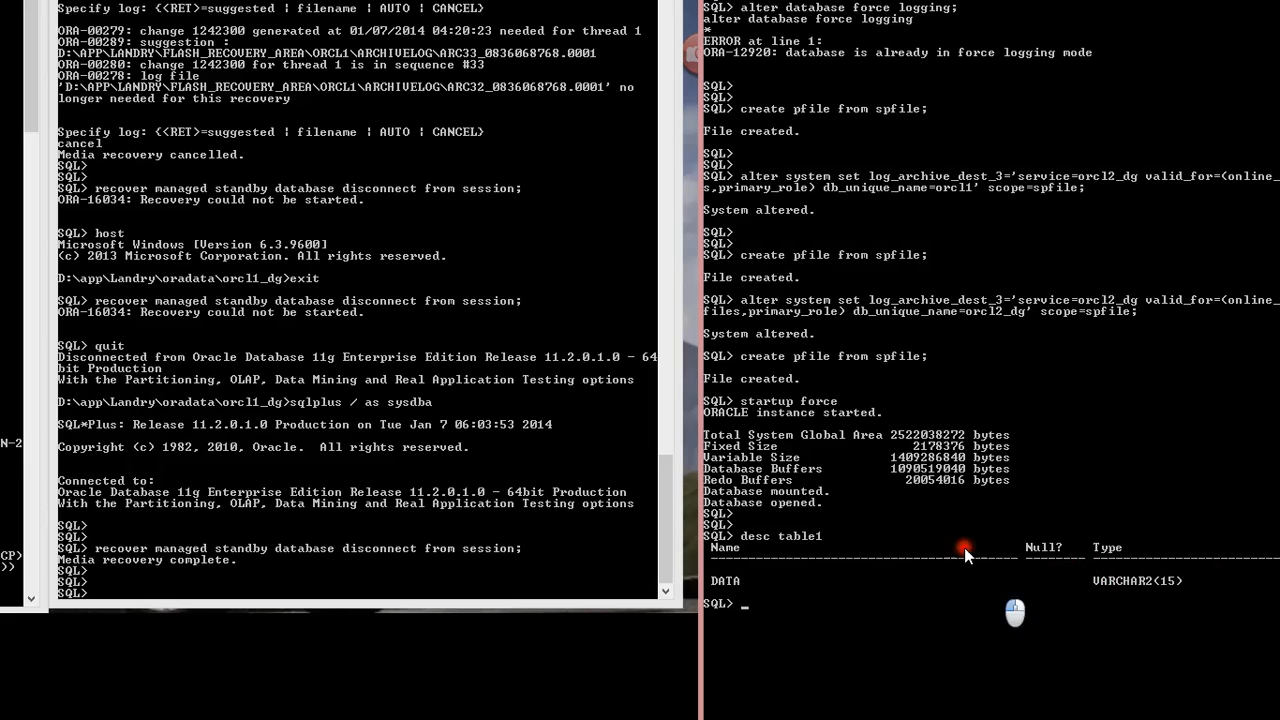 Specify log: {<RET>=suggested | filename | AUTO | CANCEL}
ORA-00279: change 1242300 generated at 01/07/2014 04:20:23 needed for thread 1
ORA-00289: suggestion :
D:\APP\LANDRY\FLASH_RECOVERY_AREA\ORCL1\ARCHIVELOG\ARC33_0836068768.0001
ORA-00280: change 1242300 for thread 1 is in sequence #33
ORA-00278: log file
'D:\APP\LANDRY\FLASH_RECOVERY_AREA\ORCL1\ARCHIVELOG\ARC32_0836068768.0001' no
longer needed for this recovery
Specify log: {<RET>=suggested | filename | AUTO | CANCEL}
cancel
Media recovery cancelled.
SQL>
SQL>
SQL> recover managed standby database disconnect from session;
ORA-16034: Recovery could not be started.
SQL> host
Microsoft Windows [Version 6.3.9600]
(c) 2013 Microsoft Corporation. All rights reserved.
D:\app\Landry\oradata\orcl1_dg>exit
SQL> recover managed standby database disconnect from session;
ORA-16034: Recovery could not be started.
SQL> quit
Disconnected from Oracle Database 11g Enterprise Edition Release 11.2.0.1.0 - 64
bit Production
With the Partitioning, OLAP, Data Mining and Real Application Testing options
D:\app\Landry\oradata\orcl1_dg>sqlplus / as sysdba
SQL*Plus: Release 11.2.0.1.0 Production on Tue Jan 7 06:03:53 2014
Copyright (c) 1982, 2010, Oracle.  All rights reserved.
Connected to:
Oracle Database 11g Enterprise Edition Release 11.2.0.1.0 - 64bit Production
With the Partitioning, OLAP, Data Mining and Real Application Testing options
SQL>
SQL>
SQL> recover managed standby database disconnect from session;
Media recovery complete.
SQL>
SQL>
SQL>
N-2
CP>
>>
SQL> alter database force logging;
alter database force logging
*
ERROR at line 1:
ORA-12920: database is already in force logging mode
SQL>
SQL>
SQL> create pfile from spfile;
File created.
SQL>
SQL>
SQL> alter system set log_archive_dest_3='service=orcl2_dg valid_for=(online_
s,primary_role) db_unique_name=orcl1' scope=spfile;
System altered.
SQL>
SQL>
SQL> create pfile from spfile;
File created.
SQL> alter system set log_archive_dest_3='service=orcl2_dg valid_for=(online_
files,primary_role) db_unique_name=orcl2_dg' scope=spfile;
System altered.
SQL> create pfile from spfile;
File created.
SQL> startup force
ORACLE instance started.
Total System Global Area 2522038272 bytes
Fixed Size 2178376 bytes
Variable Size 1409286840 bytes
Database Buffers 1090519040 bytes
Redo Buffers 20054016 bytes
Database mounted.
Database opened.
SQL>
SQL>
SQL> desc table1
Name Null? Type
DATA VARCHAR2(15)
SQL> _